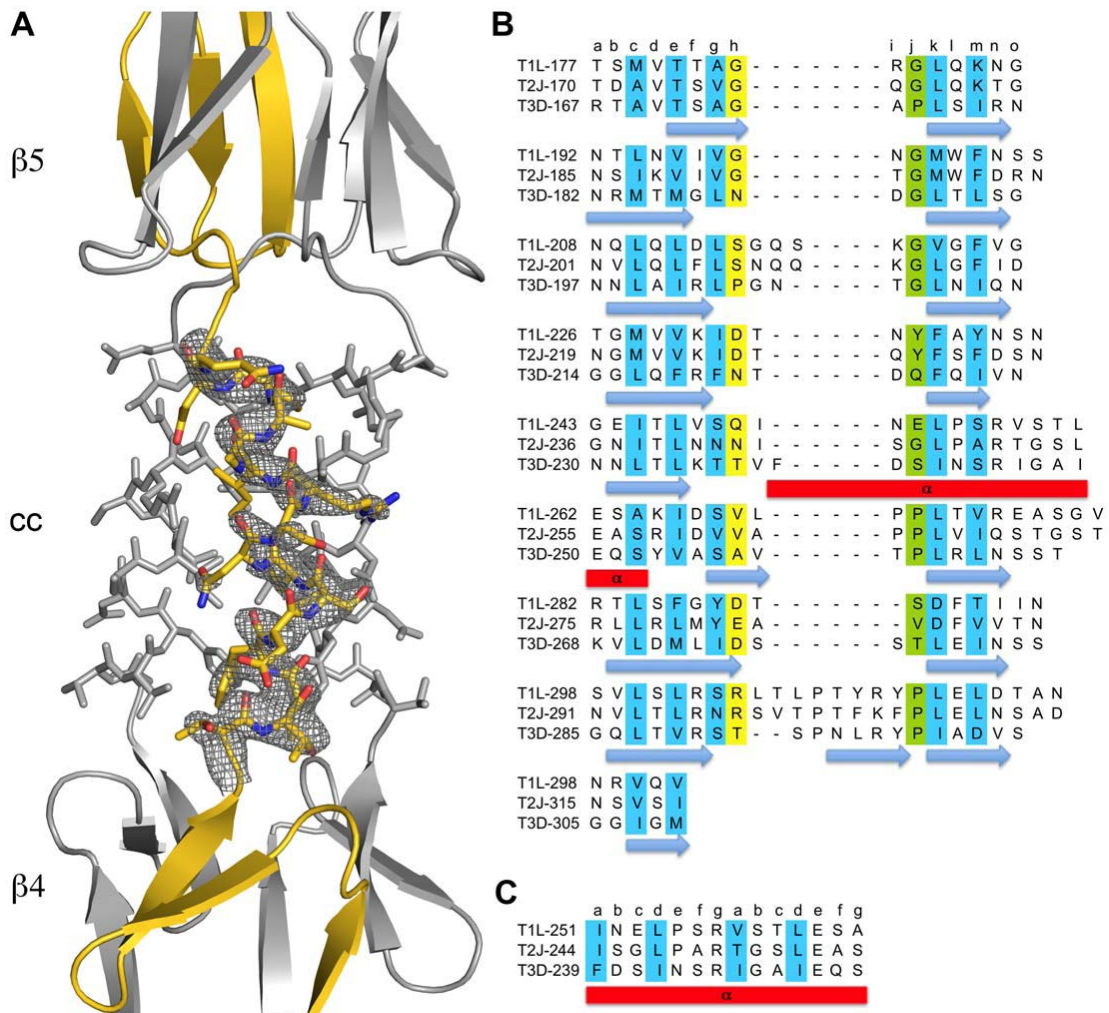 A
β5
cc
β4
B
a b c d e f g h i j k l m n o
T1L-177 T S M V T T A G - - - - - - - R G L Q K N G
T2J-170 T D A V T S V G - - - - - - - Q G L Q K T G
T3D-167 R T A V T S A G - - - - - - - A P L S I R N
T1L-192 N T L N V I V G - - - - - - - N G M W F N S S
T2J-185 N S I K V I V G - - - - - - - T G M W F D R N
T3D-182 N R M T M G L N - - - - - - - D G L T L S G
T1L-208 N Q L Q L D L S G Q S - - - - K G V G F V G
T2J-201 N V L Q L F L S N Q Q - - - - K G L G F I D
T3D-197 N N L A I R L P G N - - - - - T G L N I Q N
T1L-226 T G M V V K I D T - - - - - - N Y F A Y N S N
T2J-219 N G M V V K I D T - - - - - - Q Y F S F D S N
T3D-214 G G L Q F R F N T - - - - - - D Q F Q I V N
T1L-243 G E I T L V S Q I - - - - - - N E L P S R V S T L
T2J-236 G N I T L N N N I - - - - - - S G L P A R T G S L
T3D-230 N N L T L K T T V F - - - - - D S I N S R I G A I
α
T1L-262 E S A K I D S V L - - - - - - P P L T V R E A S G V
T2J-255 E A S R I D V V A - - - - - - P P L V I Q S T G S T
T3D-250 E Q S Y V A S A V - - - - - - T P L R L N S S T
α
T1L-282 R T L S F G Y D T - - - - - - - S D F T I I N
T2J-275 R L L R L M Y E A - - - - - - - V D F V V T N
T3D-268 K V L D M L I D S - - - - - - S T L E I N S S
T1L-298 S V L S L R S R L T L P T Y R Y P L E L D T A N
T2J-291 N V L T L R N R S V T P T F K F P L E L N S A D
T3D-285 G Q L T V R S T - - S P N L R Y P I A D V S
T1L-298 N R V Q V
T2J-315 N S V S I
T3D-305 G G I G M
C
a b c d e f g a b c d e f g
T1L-251 I N E L P S R V S T L E S A
T2J-244 I S G L P A R T G S L E A S
T3D-239 F D S I N S R I G A I E Q S
α